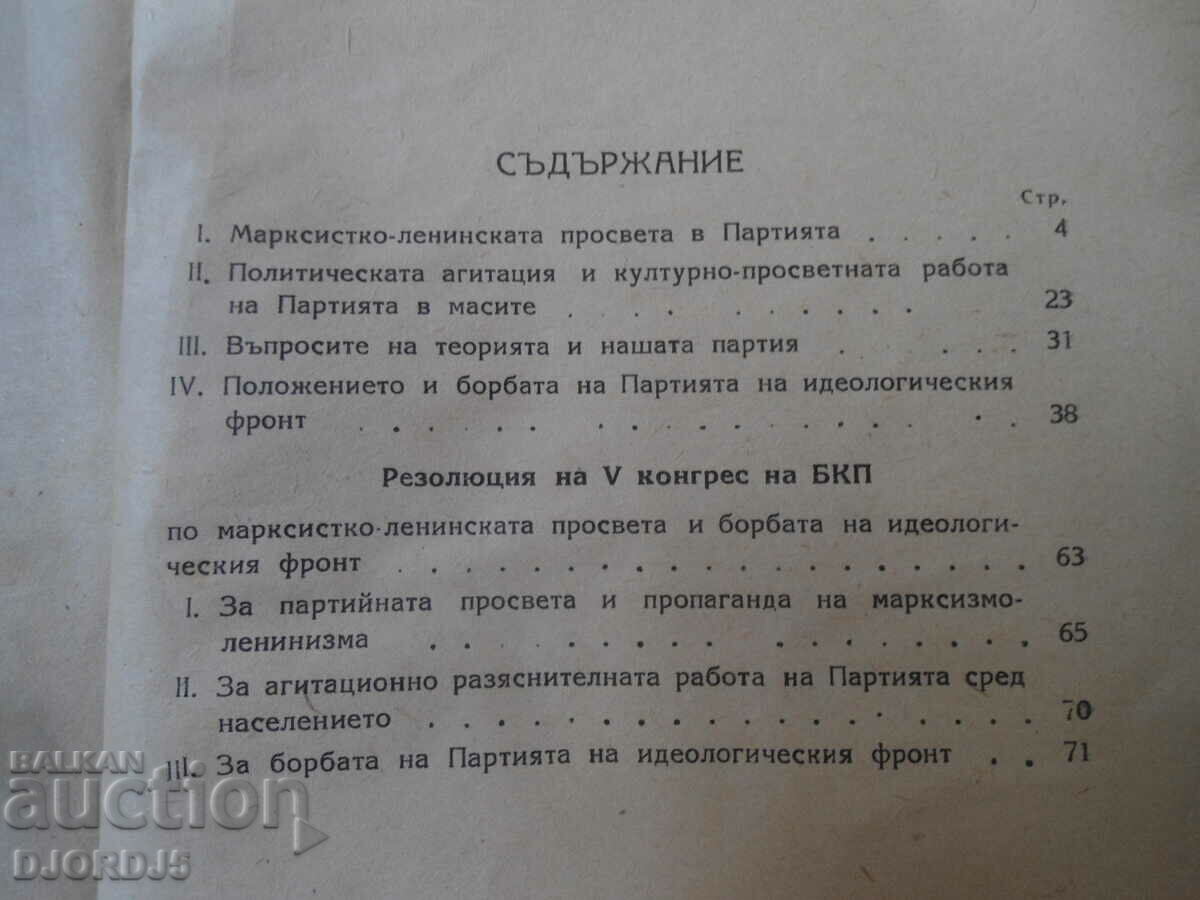 СЪДЪРЖАНИЕ
Стр.
I. Марксистко-ленинската просвета в Партията . . . . . 4
II. Политическата агитация и културно-просветната работа
на Партията в масите . . . . . . . . . 23
III. Въпросите на теорията и нашата партия . . . . 31
IV. Положението и борбата на Партията на идеологическия
фронт . . . . . . . . . . . . . . . . 38
Резолюция на V конгрес на БКП
по марксистко-ленинската просвета и борбата на идеологи-
ческия фронт . . . . . . . . . . . . . . . . . . 63
I. За партийната просвета и пропаганда на марксизмо-
ленинизма . . . . . . . . . . . . . . . 65
II. За агитационно разяснителната работа на Партията сред
населението . . . . . . . . . . . . . . . . . 70
III. За борбата на Партията на идеологическия фронт . . 71
BALKAN
auction
DJORDJ5